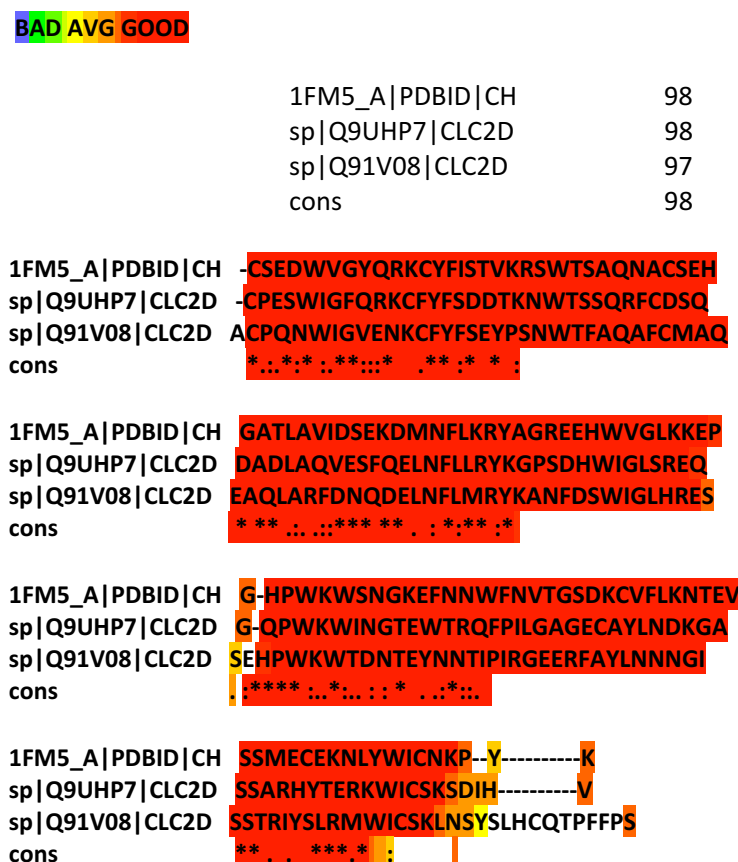 BAD AVG GOOD
1FM5_A|PDBID|CH 98
sp|Q9UHP7|CLC2D 98
sp|Q91V08|CLC2D 97
cons 98
1FM5_A|PDBID|CH -CSEDWVGYQRKCYFISTVKRSWTSAQNACSEH
sp|Q9UHP7|CLC2D -CPESWIGFQRKCFYFSDDTKNWTSSQRFCDSQ
sp|Q91V08|CLC2D ACPQNWIGVENKCFYFSEYPSNWTFAQAFCMAQ
cons *.:.*:* :.**:::* .** :* * :
1FM5_A|PDBID|CH GATLAVIDSEKDMNFLKRYAGREEHWVGLKKEP
sp|Q9UHP7|CLC2D DADLAQVESFQELNFLLRYKGPSDHWIGLSREQ
sp|Q91V08|CLC2D EAQLARFDNQDELNFLMRYKANFDSWIGLHRES
cons * ** .:. .::*** ** . : *:** :*
1FM5_A|PDBID|CH G-HPWKWSNGKEFNNWFNVTGSDKCVFLKNTEV
sp|Q9UHP7|CLC2D G-QPWKWINGTEWTRQFPILGAGECAYLNDKGA
sp|Q91V08|CLC2D SEHPWKWTDNTEYNNTIPIRGEERFAYLNNNGI
cons . :**** :..*:.. : : * . .:*::.
1FM5_A|PDBID|CH SSMECEKNLYWICNKP--Y----------K
sp|Q9UHP7|CLC2D SSARHYTERKWICSKSDIH----------V
sp|Q91V08|CLC2D SSTRIYSLRMWICSKLNSYSLHCQTPFFPS
cons ** . . ***.* :